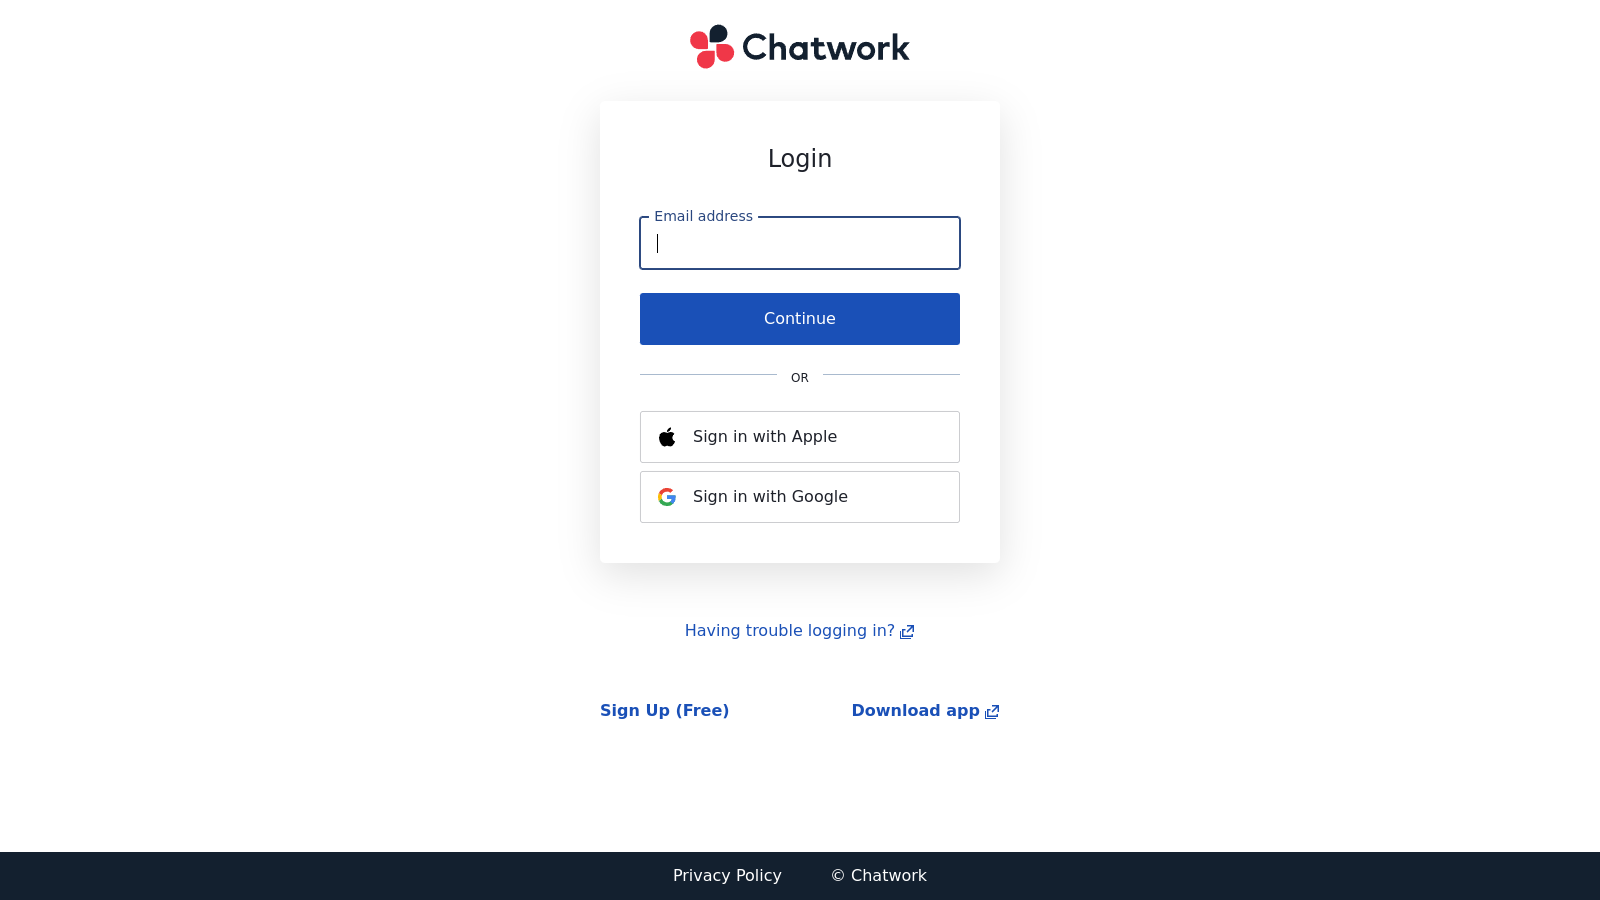 Chatwork
Login
Email address
Continue
OR
Sign in with Apple
Sign in with Google
Having trouble logging in?
Sign Up (Free)
Download app
Privacy Policy
© Chatwork